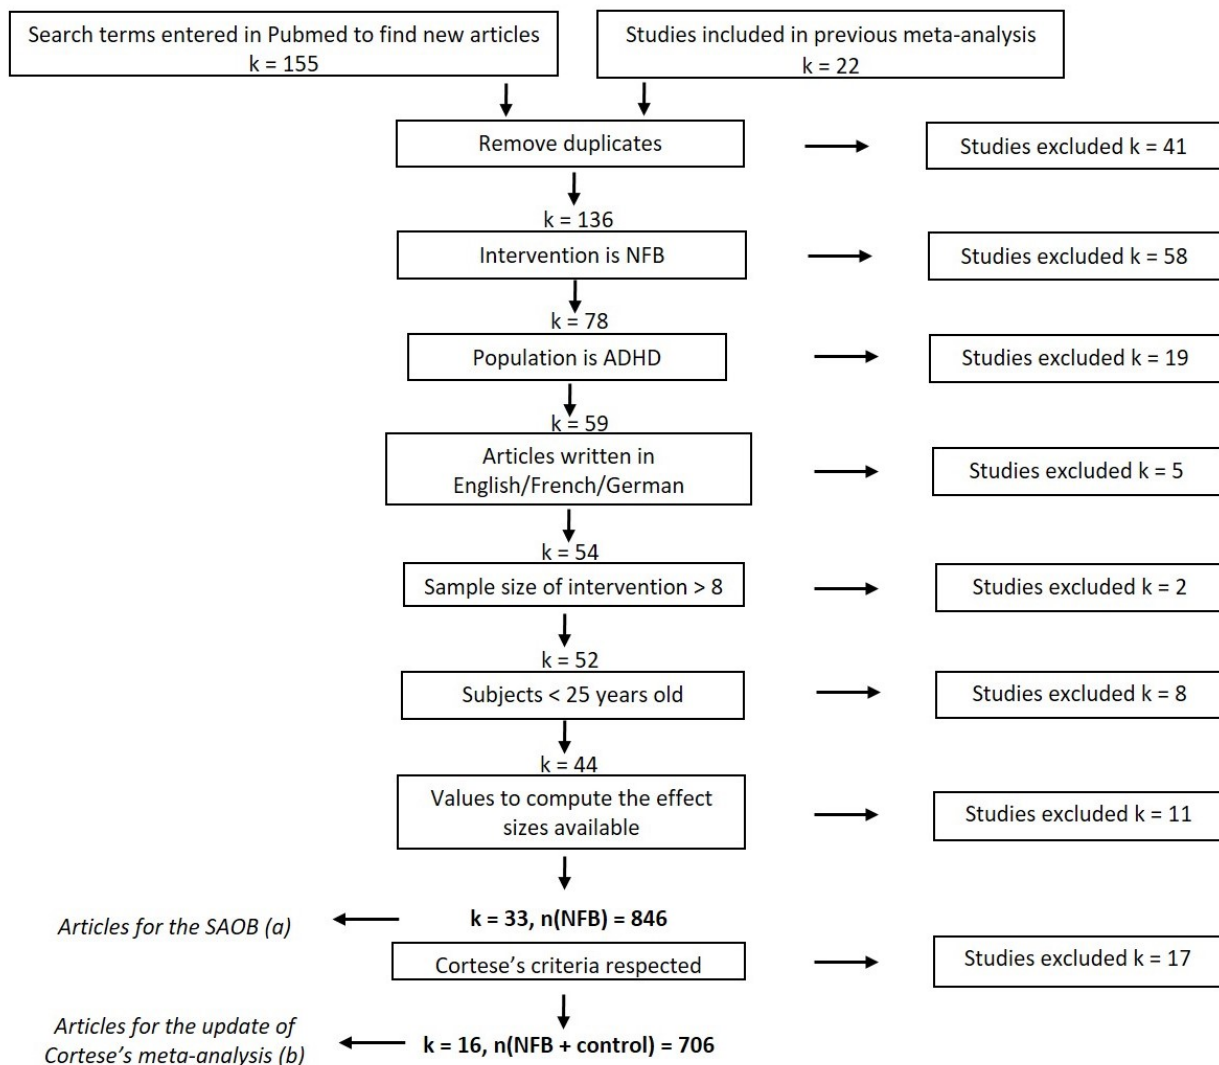 Search terms entered in Pubmed to find new articles
k = 155
Studies included in previous meta-analysis
k = 22
Remove duplicates
Studies excluded k = 41
k = 136
Intervention is NFB
Studies excluded k = 58
k = 78
Population is ADHD
Studies excluded k = 19
k = 59
Articles written in
English/French/German
Studies excluded k = 5
k = 54
Sample size of intervention > 8
Studies excluded k = 2
k = 52
Subjects < 25 years old
Studies excluded k = 8
k = 44
Values to compute the effect
sizes available
Studies excluded k = 11
Articles for the SAOB (a)
k = 33, n(NFB) = 846
Cortese's criteria respected
Studies excluded k = 17
Articles for the update of
Cortese's meta-analysis (b)
k = 16, n(NFB + control) = 706